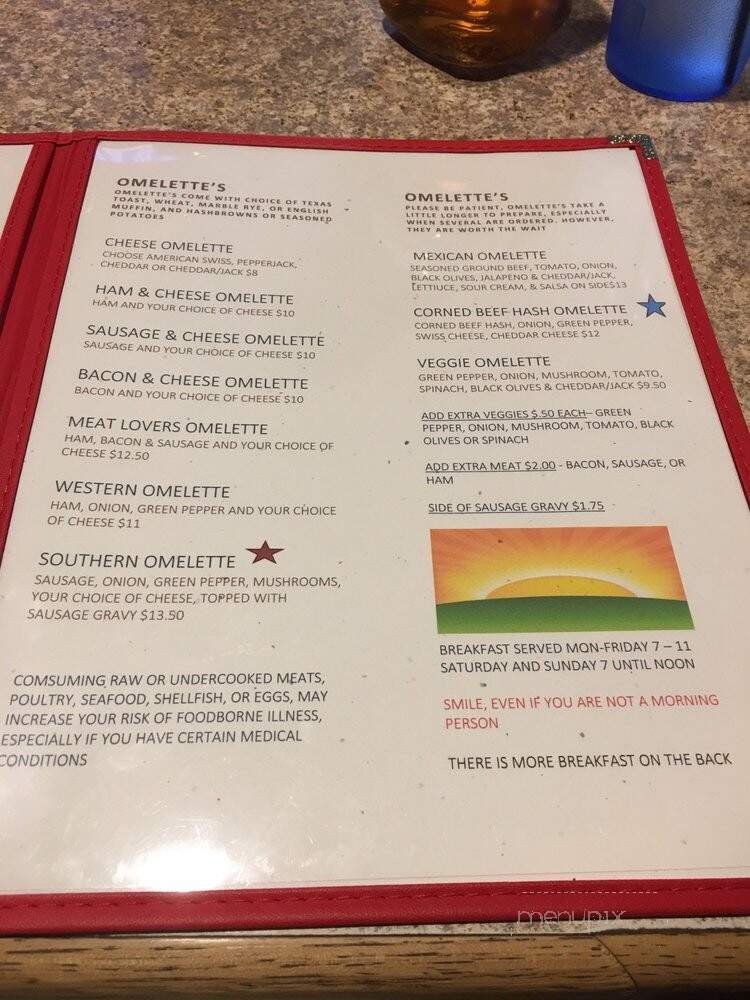 OMELETTE'S
OMELETTE'S COME WITH CHOICE OF TEXAS
TOAST, WHEAT, MARBLE RYE, OR ENGLISH
MUFFIN, AND HASHBROWNS OR SEASONED
POTATOES
CHEESE OMELETTE
CHOOSE AMERICAN SWISS, PEPPERJACK,
CHEDDAR OR CHEDDAR/JACK $8
HAM & CHEESE OMELETTE
HAM AND YOUR CHOICE OF CHEESE $10
SAUSAGE & CHEESE OMELETTE
SAUSAGE AND YOUR CHOICE OF CHEESE $10
BACON & CHEESE OMELETTE
BACON AND YOUR CHOICE OF CHEESE $10
MEAT LOVERS OMELETTE
HAM, BACON & SAUSAGE AND YOUR CHOICE OF
CHEESE $12.50
WESTERN OMELETTE
HAM, ONION, GREEN PEPPER AND YOUR CHOICE
OF CHEESE $11
SOUTHERN OMELETTE
SAUSAGE, ONION, GREEN PEPPER, MUSHROOMS,
YOUR CHOICE OF CHEESE, TOPPED WITH
SAUSAGE GRAVY $13.50
COMSUMING RAW OR UNDERCOOKED MEATS,
POULTRY, SEAFOOD, SHELLFISH, OR EGGS, MAY
INCREASE YOUR RISK OF FOODBORNE ILLNESS,
ESPECIALLY IF YOU HAVE CERTAIN MEDICAL
CONDITIONS
OMELETTE'S
PLEASE BE PATIENT, OMELETTE'S TAKE A
LITTLE LONGER TO PREPARE, ESPECIALLY
WHEN SEVERAL ARE ORDERED. HOWEVER,
THEY ARE WORTH THE WAIT
MEXICAN OMELETTE
SEASONED GROUND BEEF, TOMATO, ONION,
BLACK OLIVES, JALAPENO & CHEDDAR/JACK,
LETTIUCE, SOUR CREAM, & SALSA ON SIDE$13
CORNED BEEF HASH OMELETTE
CORNED BEEF HASH, ONION, GREEN PEPPER,
SWISS CHEESE, CHEDDAR CHEESE $12
VEGGIE OMELETTE
GREEN PEPPER, ONION, MUSHROOM, TOMATO,
SPINACH, BLACK OLIVES & CHEDDAR/JACK $9.50
ADD EXTRA VEGGIES $.50 EACH– GREEN
PEPPER, ONION, MUSHROOM, TOMATO, BLACK
OLIVES OR SPINACH
ADD EXTRA MEAT $2.00 - BACON, SAUSAGE, OR
HAM
SIDE OF SAUSAGE GRAVY $1.75
BREAKFAST SERVED MON-FRIDAY 7 – 11
SATURDAY AND SUNDAY 7 UNTIL NOON
SMILE, EVEN IF YOU ARE NOT A MORNING
PERSON
THERE IS MORE BREAKFAST ON THE BACK
menupix